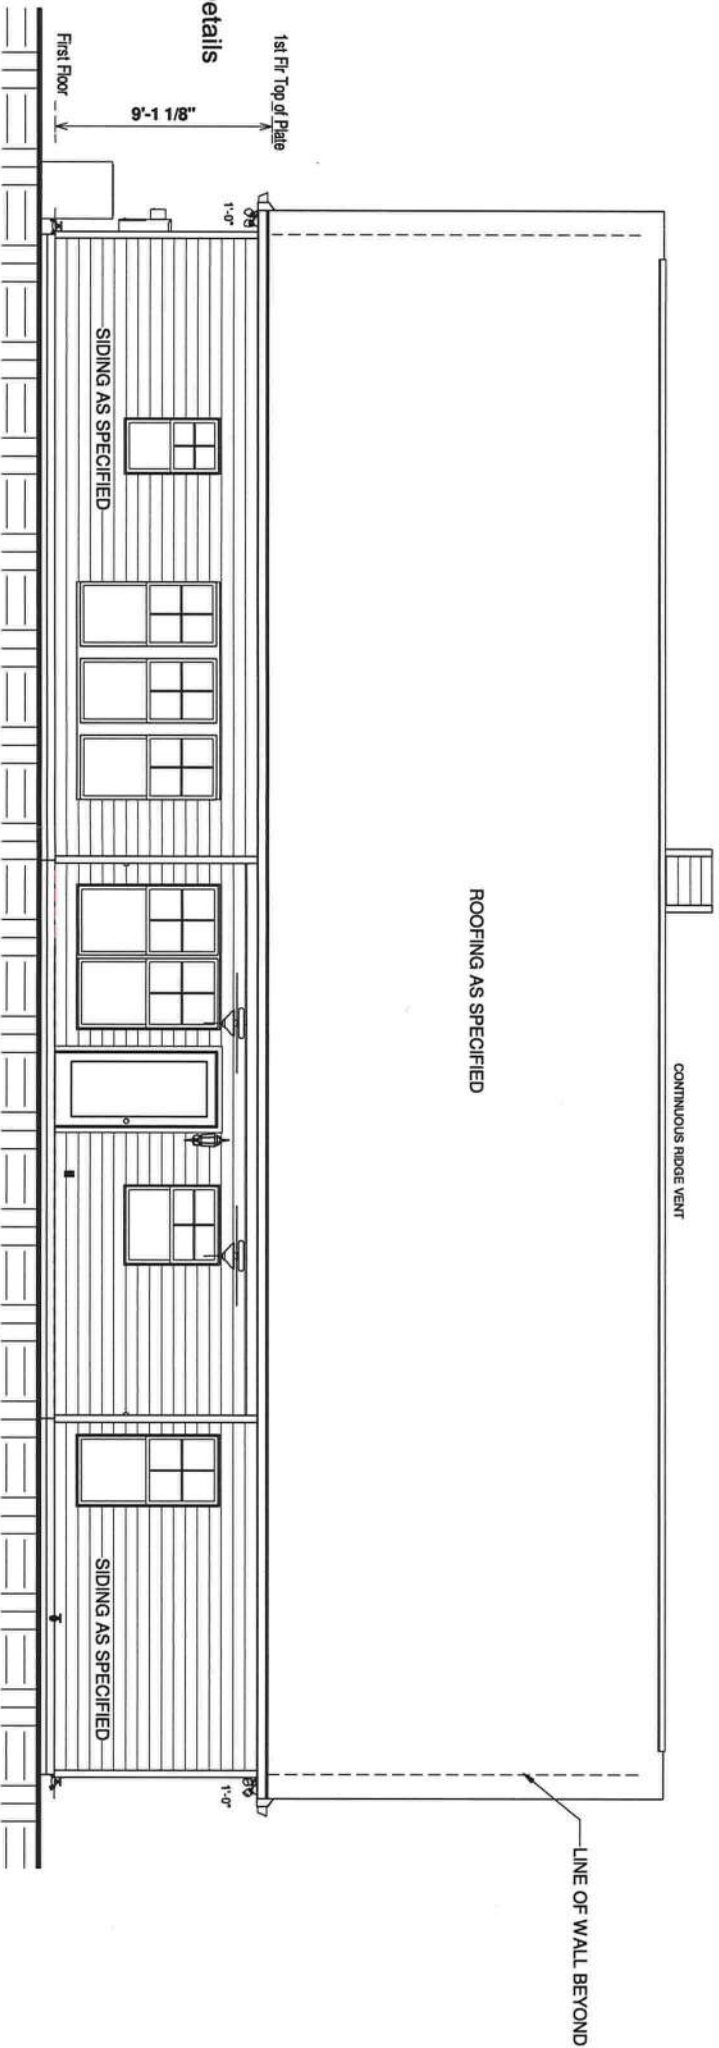 CONTINUOUS RIDGE VENT
LINE OF WALL BEYOND
ROOFING AS SPECIFIED
1st Flr Top of Plate
1'-0"
1'-0"
etails
9'-1 1/8"
SIDING AS SPECIFIED
SIDING AS SPECIFIED
First Floor